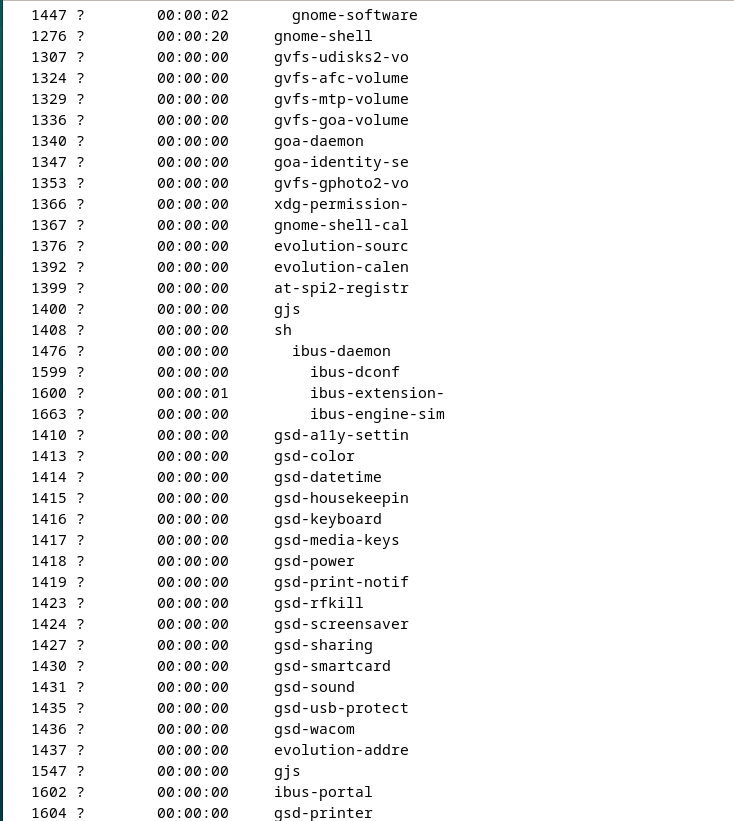 1447 ? 00:00:02 gnome-software
1276 ? 00:00:20 gnome-shell
1307 ? 00:00:00 gvfs-udisks2-vo
1324 ? 00:00:00 gvfs-afc-volume
1329 ? 00:00:00 gvfs-mtp-volume
1336 ? 00:00:00 gvfs-goa-volume
1340 ? 00:00:00 goa-daemon
1347 ? 00:00:00 goa-identity-se
1353 ? 00:00:00 gvfs-gphoto2-vo
1366 ? 00:00:00 xdg-permission-
1367 ? 00:00:00 gnome-shell-cal
1376 ? 00:00:00 evolution-sourc
1392 ? 00:00:00 evolution-calen
1399 ? 00:00:00 at-spi2-registr
1400 ? 00:00:00 gjs
1408 ? 00:00:00 sh
1476 ? 00:00:00 ibus-daemon
1599 ? 00:00:00 ibus-dconf
1600 ? 00:00:01 ibus-extension-
1663 ? 00:00:00 ibus-engine-sim
1410 ? 00:00:00 gsd-a11y-settin
1413 ? 00:00:00 gsd-color
1414 ? 00:00:00 gsd-datetime
1415 ? 00:00:00 gsd-housekeepin
1416 ? 00:00:00 gsd-keyboard
1417 ? 00:00:00 gsd-media-keys
1418 ? 00:00:00 gsd-power
1419 ? 00:00:00 gsd-print-notif
1423 ? 00:00:00 gsd-rfkill
1424 ? 00:00:00 gsd-screensaver
1427 ? 00:00:00 gsd-sharing
1430 ? 00:00:00 gsd-smartcard
1431 ? 00:00:00 gsd-sound
1435 ? 00:00:00 gsd-usb-protect
1436 ? 00:00:00 gsd-wacom
1437 ? 00:00:00 evolution-addre
1547 ? 00:00:00 gjs
1602 ? 00:00:00 ibus-portal
1604 ? 00:00:00 gsd-printer